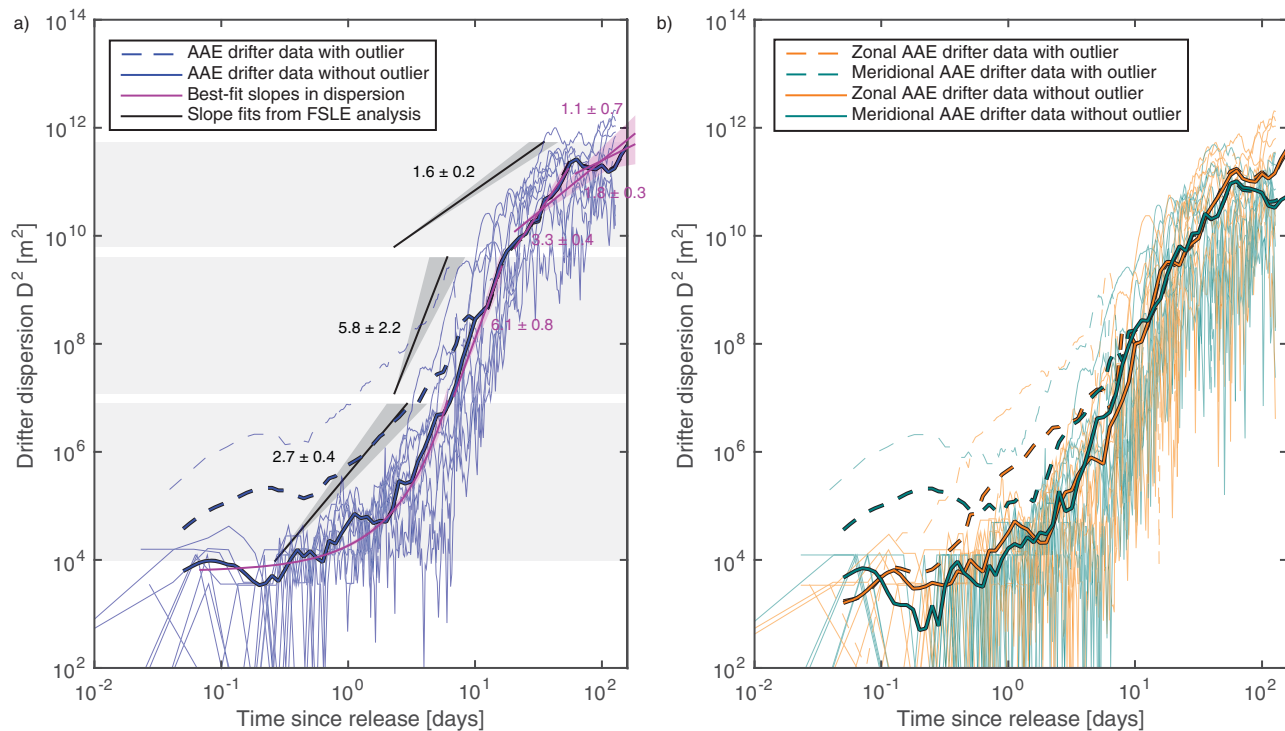 a)
10^14
10^12
10^10
10^8
10^6
10^4
10^2
Drifter dispersion D^2 [m^2]
AAE drifter data with outlier
AAE drifter data without outlier
Best-fit slopes in dispersion
Slope fits from FSLE analysis
1.1 ± 0.7
1.6 ± 0.2
1.8 ± 0.3
3.3 ± 0.4
5.8 ± 2.2
6.1 ± 0.8
2.7 ± 0.4
10^-2
10^-1
10^0
10^1
10^2
Time since release [days]
b)
10^14
10^12
10^10
10^8
10^6
10^4
10^2
Drifter dispersion D^2 [m^2]
Zonal AAE drifter data with outlier
Meridional AAE drifter data with outlier
Zonal AAE drifter data without outlier
Meridional AAE drifter data without outlier
10^-2
10^-1
10^0
10^1
10^2
Time since release [days]